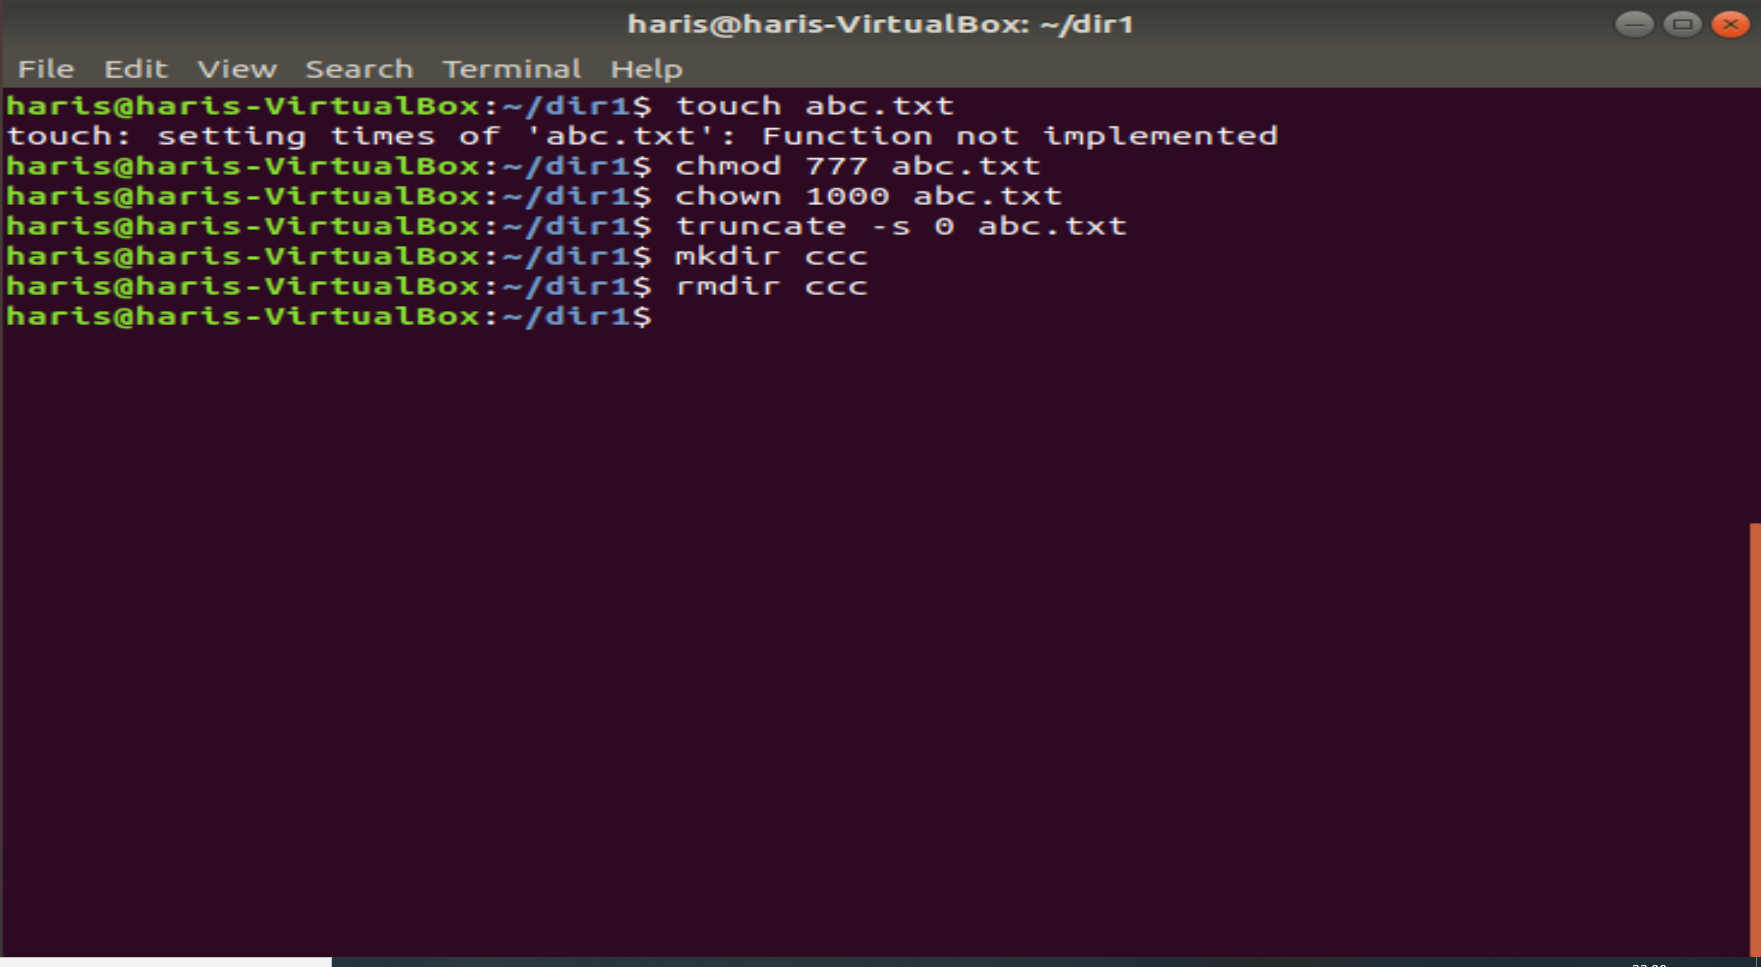 haris@haris-VirtualBox: ~/dir1
File Edit View Search Terminal Help
haris@haris-VirtualBox:~/dir1$ touch abc.txt
touch: setting times of 'abc.txt': Function not implemented
haris@haris-VirtualBox:~/dir1$ chmod 777 abc.txt
haris@haris-VirtualBox:~/dir1$ chown 1000 abc.txt
haris@haris-VirtualBox:~/dir1$ truncate -s 0 abc.txt
haris@haris-VirtualBox:~/dir1$ mkdir ccc
haris@haris-VirtualBox:~/dir1$ rmdir ccc
haris@haris-VirtualBox:~/dir1$